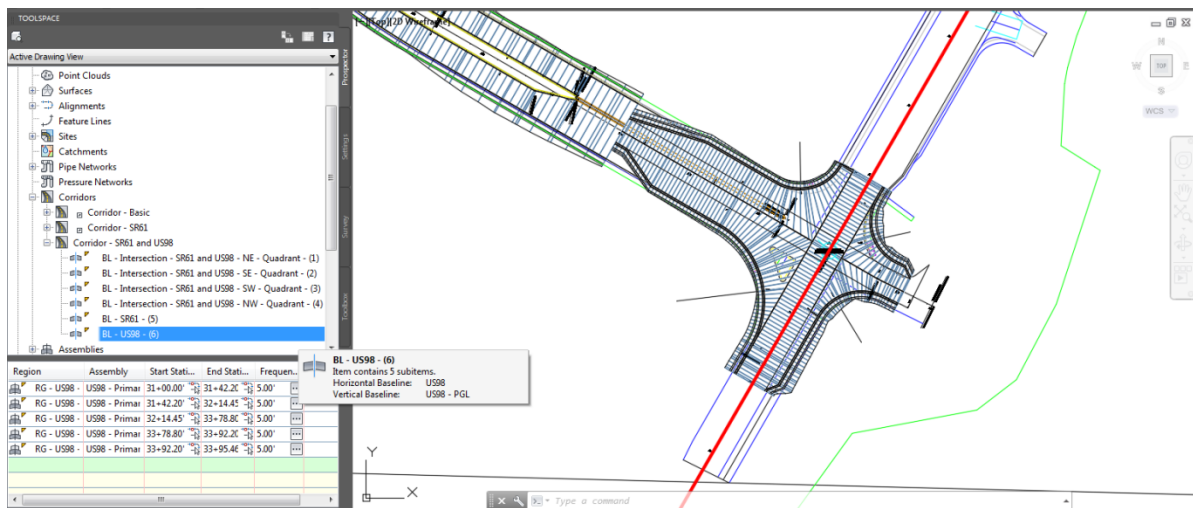 TOOLSPACE
Active Drawing View
Point Clouds
Surfaces
Alignments
Feature Lines
Sites
Catchments
Pipe Networks
Pressure Networks
Corridors
Corridor - Basic
Corridor - SR61
Corridor - SR61 and US98
BL - Intersection - SR61 and US98 - NE - Quadrant - (1)
BL - Intersection - SR61 and US98 - SE - Quadrant - (2)
BL - Intersection - SR61 and US98 - SW - Quadrant - (3)
BL - Intersection - SR61 and US98 - NW - Quadrant - (4)
BL - SR61 - (5)
BL - US98 - (6)
Assemblies
Prospector
Settings
Survey
Toolbox
Region Assembly Start Stati... End Stati... Frequen...
RG - US98 - US98 - Primar 31+00.00' 31+42.20 5.00' ...
RG - US98 - US98 - Primar 31+42.20' 32+14.45 5.00'
RG - US98 - US98 - Primar 32+14.45' 33+78.80 5.00' ...
RG - US98 - US98 - Primar 33+78.80' 33+92.20 5.00' ...
RG - US98 - US98 - Primar 33+92.20' 33+95.46 5.00' ...
BL - US98 - (6)
Item contains 5 subitems.
Horizontal Baseline: US98
Vertical Baseline: US98 - PGL
[-][Top][2D Wireframe]
N
W TOP E
S
WCS
Y
X
Type a command